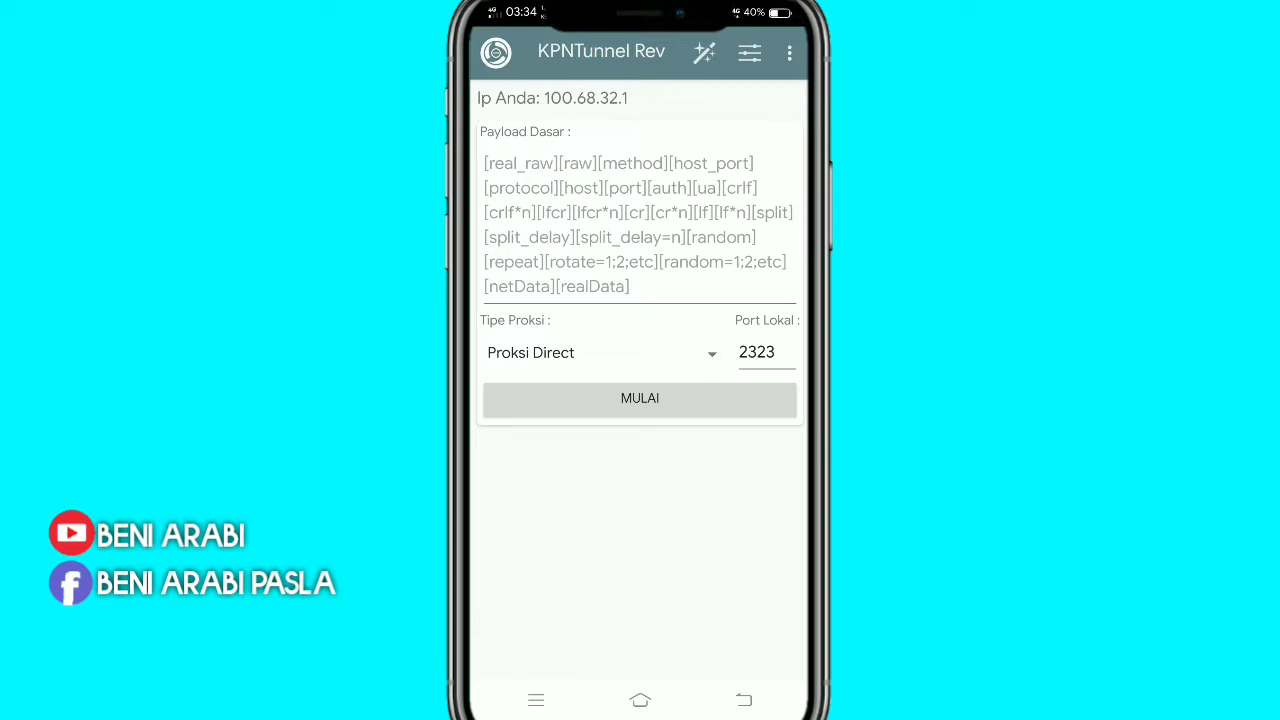 03:34
4G 40%
KPNTunnel Rev
Ip Anda: 100.68.32.1
Payload Dasar :
[real_raw][raw][method][host_port]
[protocol][host][port][auth][ua][crlf]
[crlf*n][lfcr][lfcr*n][cr][cr*n][lf][lf*n][split]
[split_delay][split_delay=n][random]
[repeat][rotate=1;2;etc][random=1;2;etc]
[netData][realData]
Tipe Proksi :
Port Lokal :
Proksi Direct
2323
MULAI
BENI ARABI
BENI ARABI PASLA